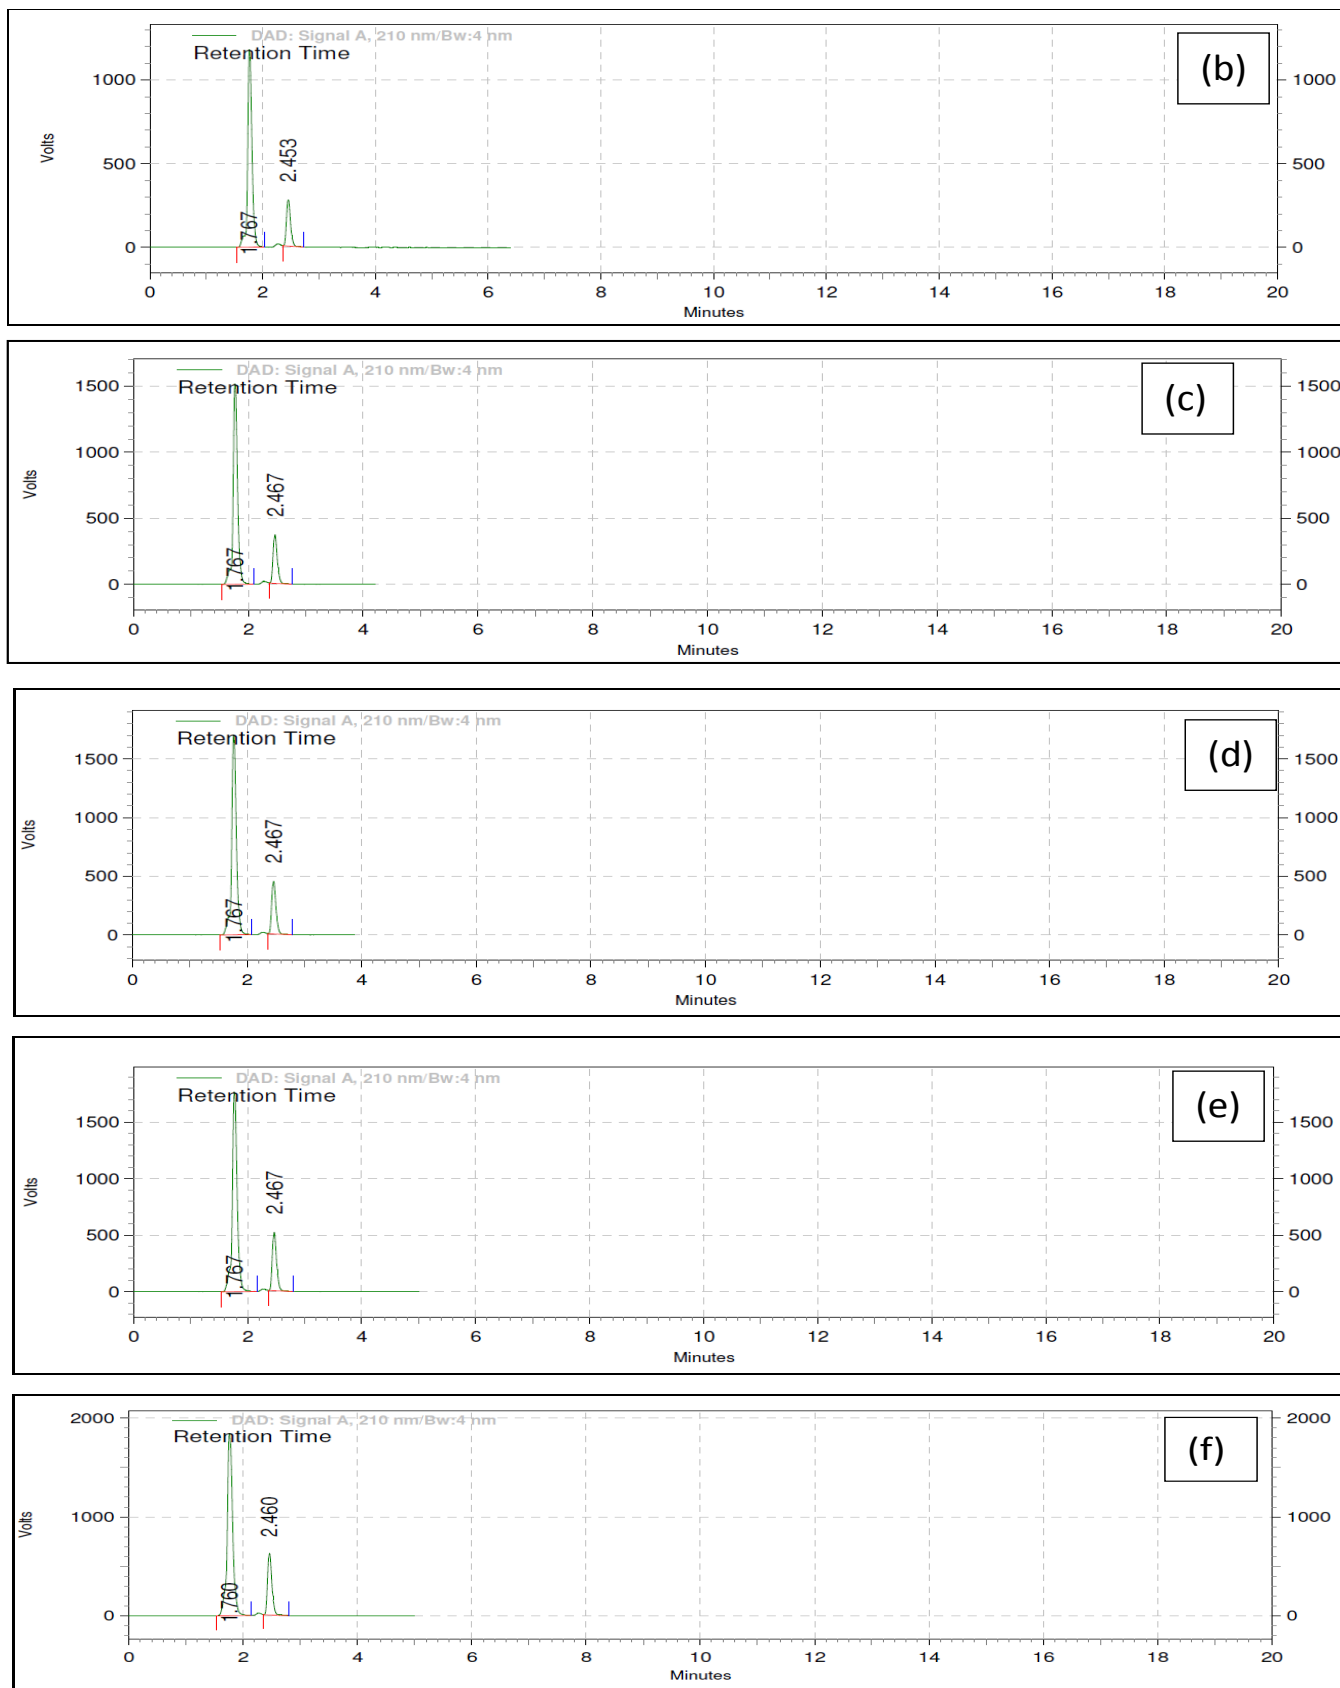 DAD: Signal A, 210 nm/Bw:4 nm
Retention Time
(b)
Volts
1000 1000
500 500
0 0
1.767
2.453
0 2 4 6 8 10 12 14 16 18 20
Minutes
DAD: Signal A, 210 nm/Bw:4 nm
Retention Time
(c)
Volts
1500 1500
1000 1000
500 500
0 0
1.767
2.467
0 2 4 6 8 10 12 14 16 18 20
Minutes
DAD: Signal A, 210 nm/Bw:4 nm
Retention Time
(d)
Volts
1500 1500
1000 1000
500 500
0 0
1.767
2.467
0 2 4 6 8 10 12 14 16 18 20
Minutes
DAD: Signal A, 210 nm/Bw:4 nm
Retention Time
(e)
Volts
1500 1500
1000 1000
500 500
0 0
1.767
2.467
0 2 4 6 8 10 12 14 16 18 20
Minutes
2000 2000
DAD: Signal A, 210 nm/Bw:4 nm
Retention Time
(f)
Volts
1000 1000
0 0
1.760
2.460
0 2 4 6 8 10 12 14 16 18 20
Minutes